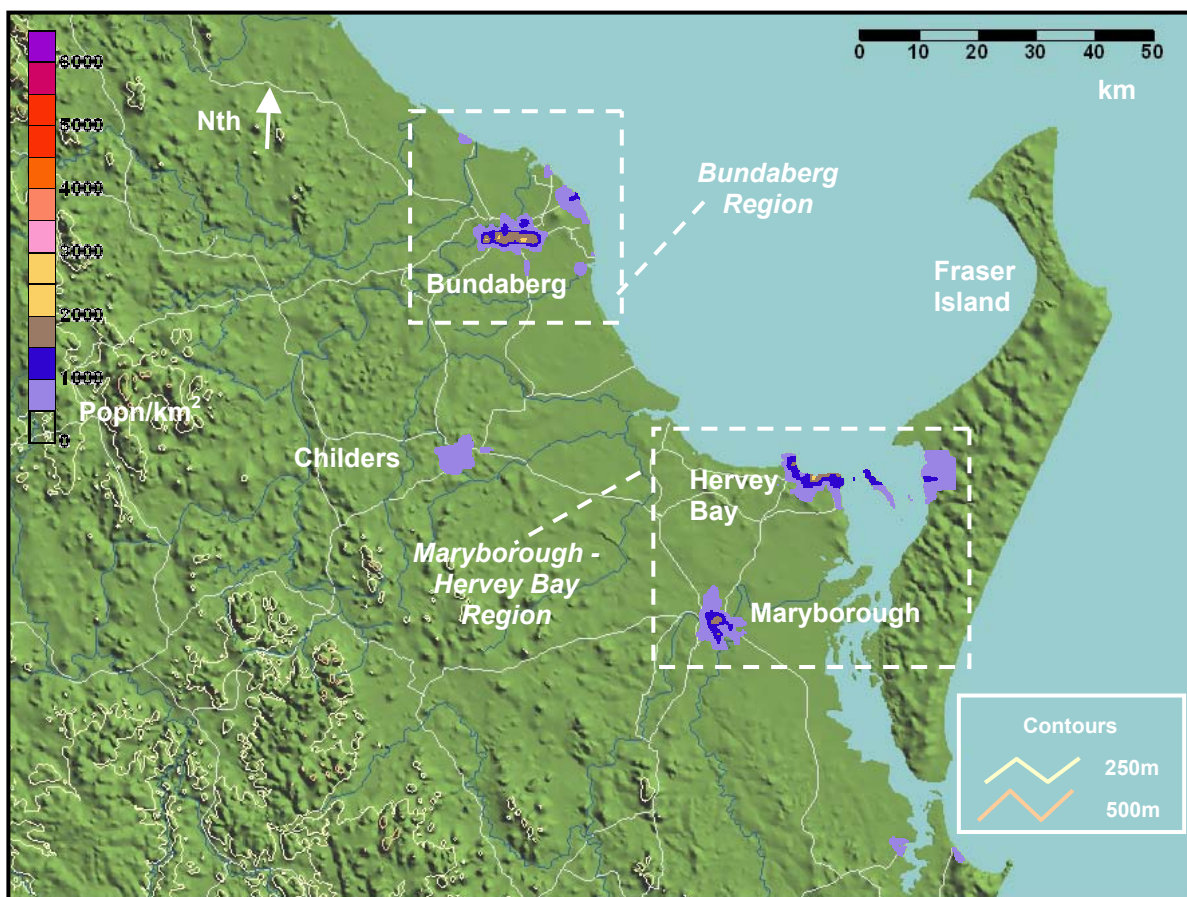 6000
5000
4000
3000
2000
1000
0
Popn/km²
Nth
0 10 20 30 40 50
km
Bundaberg
Region
Bundaberg
Fraser
Island
Childers
Hervey
Bay
Maryborough -
Hervey Bay
Region
Maryborough
Contours
250m
500m